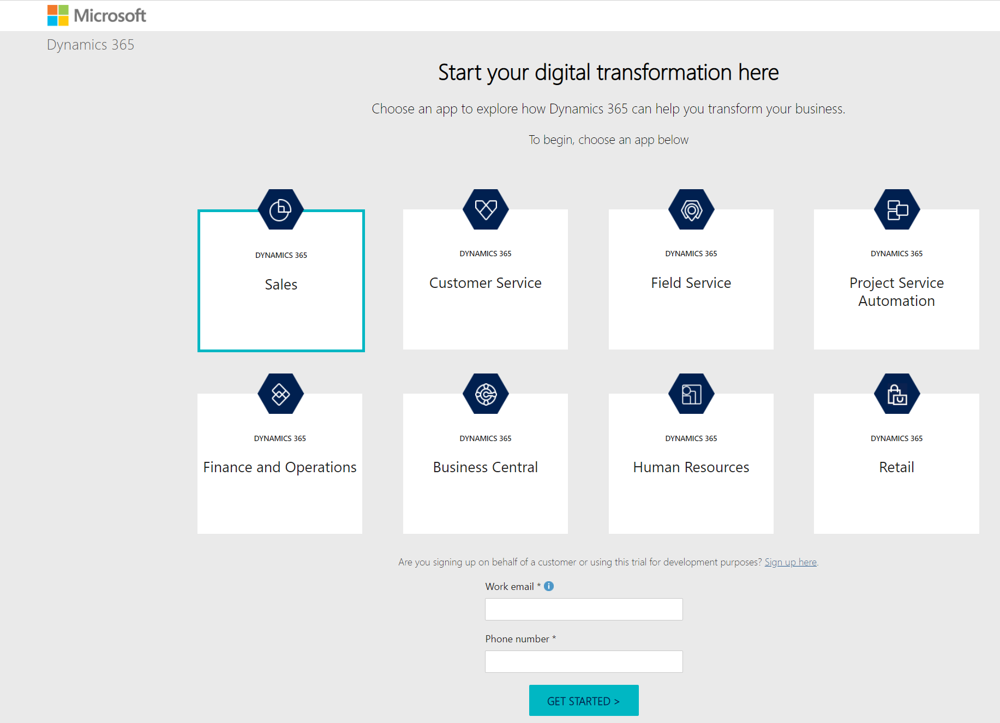 Microsoft
Dynamics 365
Start your digital transformation here
Choose an app to explore how Dynamics 365 can help you transform your business.
To begin, choose an app below
DYNAMICS 365
Sales
DYNAMICS 365
Customer Service
DYNAMICS 365
Field Service
DYNAMICS 365
Project Service
Automation
DYNAMICS 365
Finance and Operations
DYNAMICS 365
Business Central
DYNAMICS 365
Human Resources
DYNAMICS 365
Retail
Are you signing up on behalf of a customer or using this trial for development purposes? Sign up here.
Work email *
Phone number *
GET STARTED >